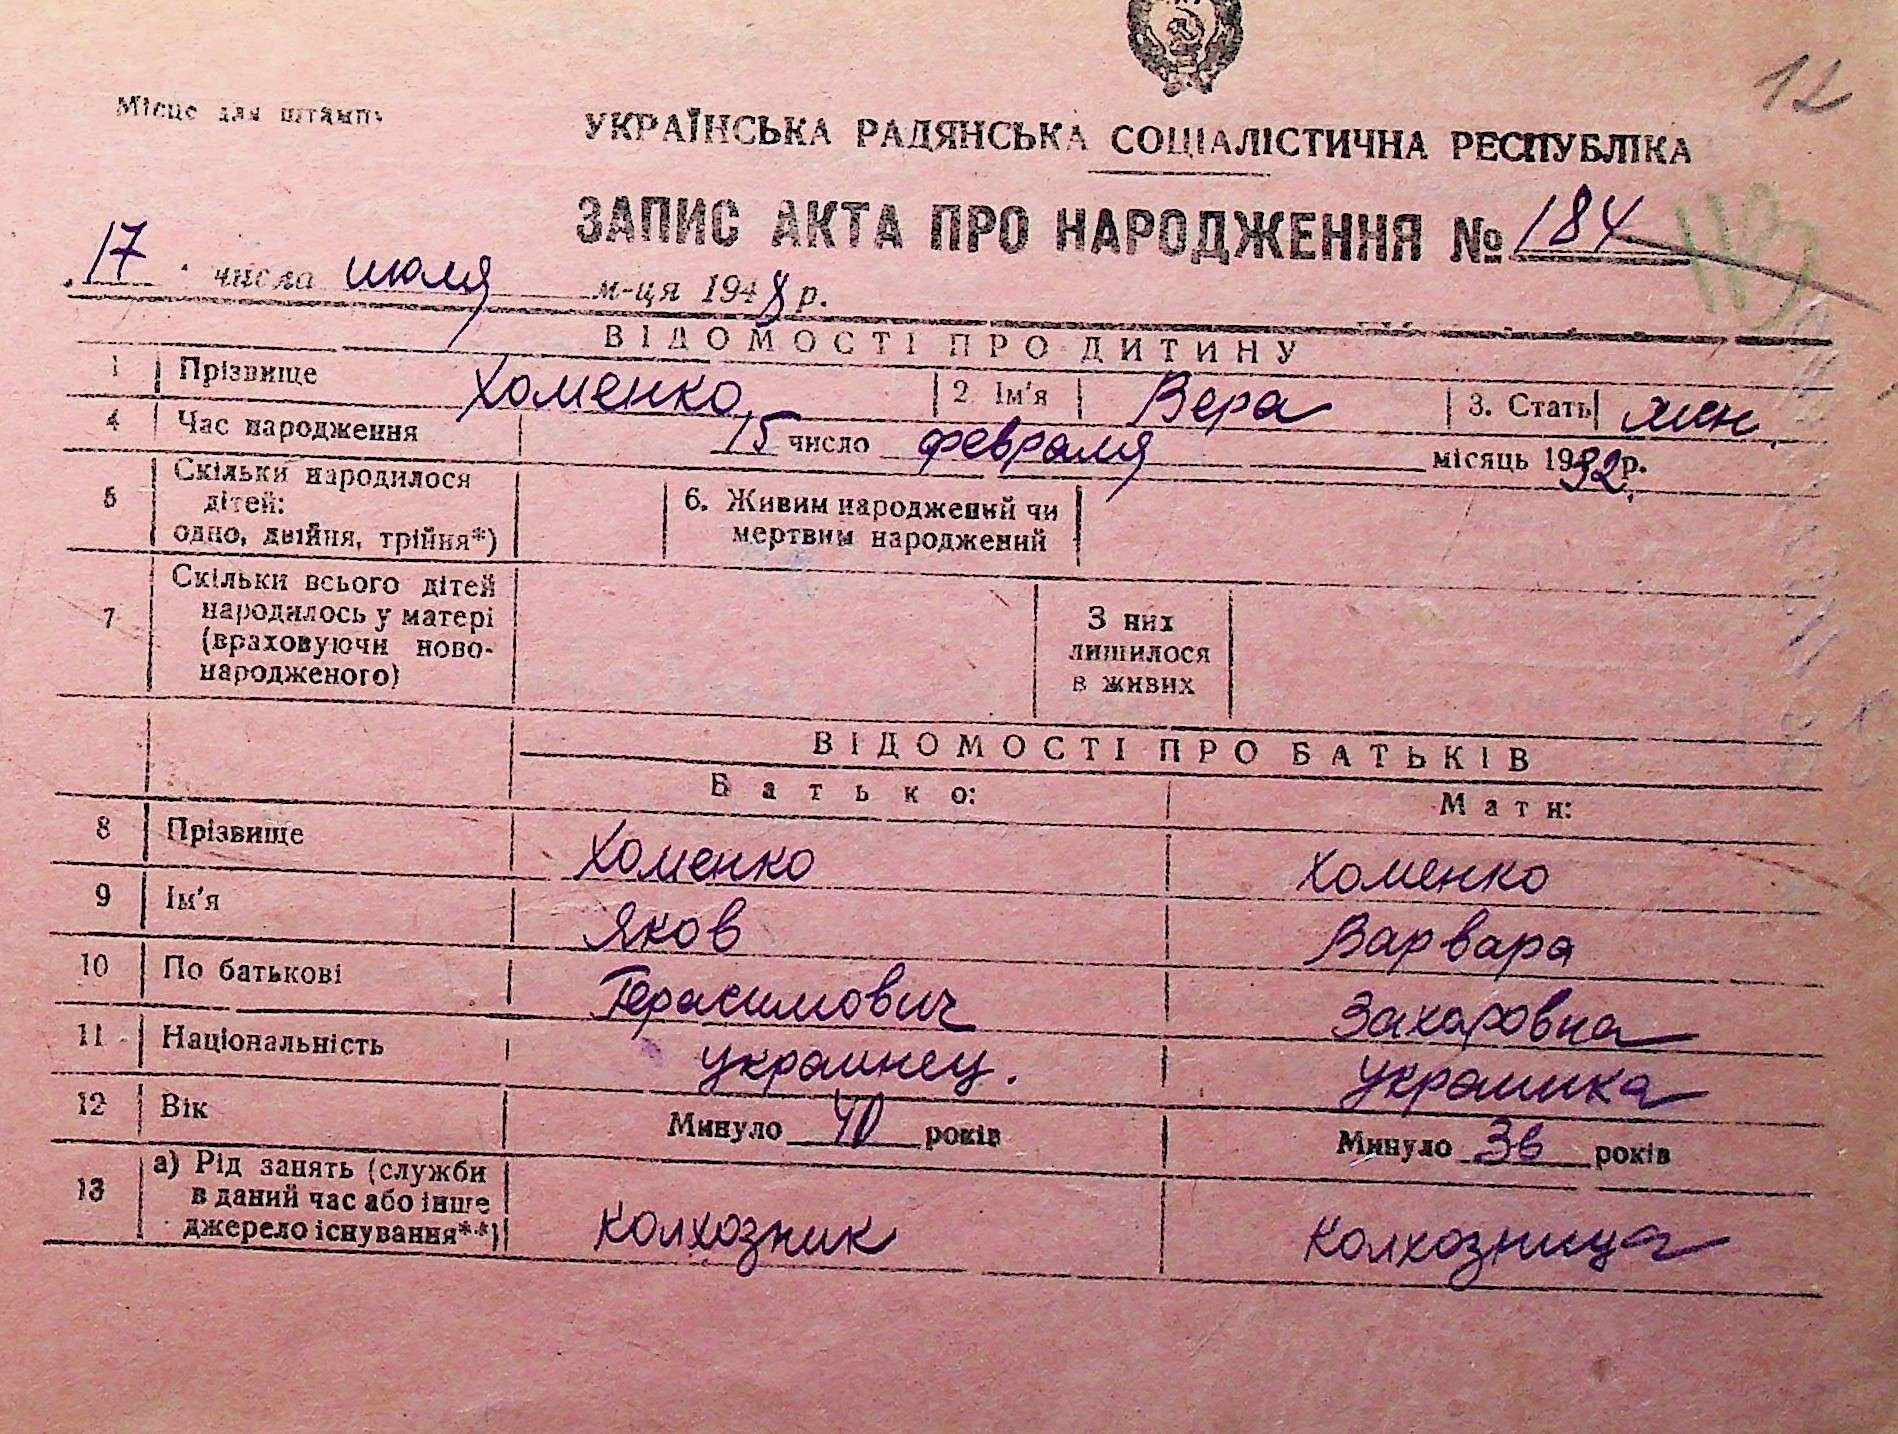 12
Місце для штампу
УКРАЇНСЬКА РАДЯНСЬКА СОЦІАЛІСТИЧНА РЕСПУБЛІКА
ЗАПИС АКТА ПРО НАРОДЖЕННЯ № 184
113
17 числа июля м-ця 1948 р.
ВІДОМОСТІ ПРО ДИТИНУ
1 Прізвище Хоменко 2 Ім'я Вера 3. Стать жен.
4 Час народження 15 число февраля місяць 1932 р.
5 Скільки народилося
дітей:
одно, двійня, трійня*)
6. Живим народжений чи
мертвим народжений
7 Скільки всього дітей
народилось у матері
(враховуючи ново-
народженого)
З них
лишилося
в живих
ВІДОМОСТІ ПРО БАТЬКІВ
Батько: Мати:
8 Прізвище Хоменко Хоменко
9 Ім'я Яков Варвара
10 По батькові Герасимович Захаровна
11 Національність украинец. украинка
12 Вік Минуло 40 років Минуло 36 років
13 а) Рід занять (служби
в даний час або інше
джерело існування**)
Колхозник Колхозница